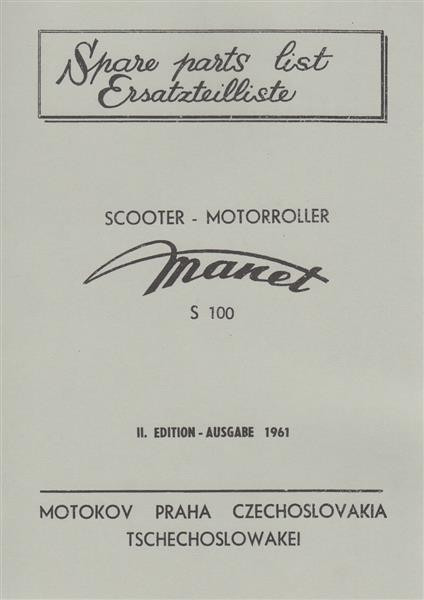 Spare parts list
Ersatzteilliste
SCOOTER - MOTORROLLER
Manet
S 100
II. EDITION - AUSGABE 1961
MOTOKOV PRAHA CZECHOSLOVAKIA
TSCHECHOSLOWAKEI